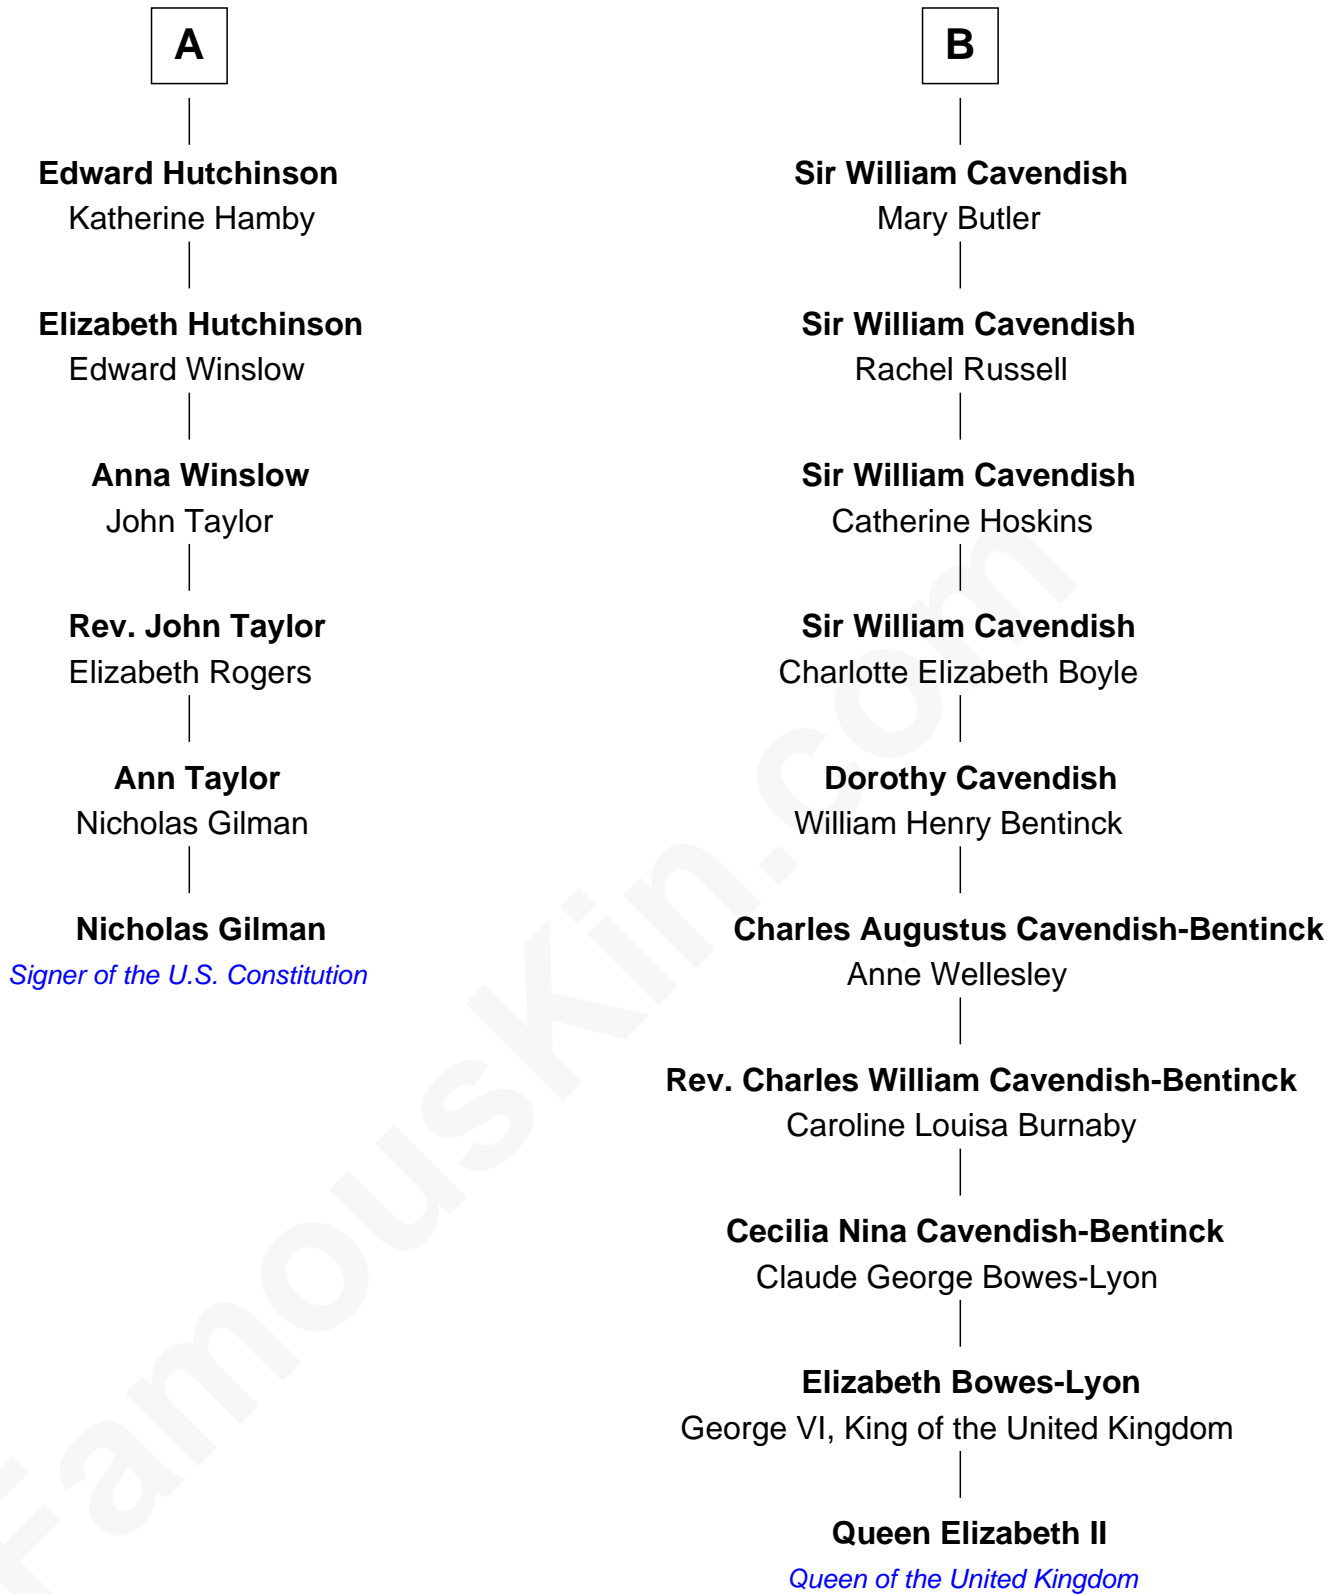 A
Edward Hutchinson
Katherine Hamby
Elizabeth Hutchinson
Edward Winslow
Anna Winslow
John Taylor
Rev. John Taylor
Elizabeth Rogers
Ann Taylor
Nicholas Gilman
Nicholas Gilman
Signer of the U.S. Constitution
B
Sir William Cavendish
Mary Butler
Sir William Cavendish
Rachel Russell
Sir William Cavendish
Catherine Hoskins
Sir William Cavendish
Charlotte Elizabeth Boyle
Dorothy Cavendish
William Henry Bentinck
Charles Augustus Cavendish-Bentinck
Anne Wellesley
Rev. Charles William Cavendish-Bentinck
Caroline Louisa Burnaby
Cecilia Nina Cavendish-Bentinck
Claude George Bowes-Lyon
Elizabeth Bowes-Lyon
George VI, King of the United Kingdom
Queen Elizabeth II
Queen of the United Kingdom
FamousKin.com